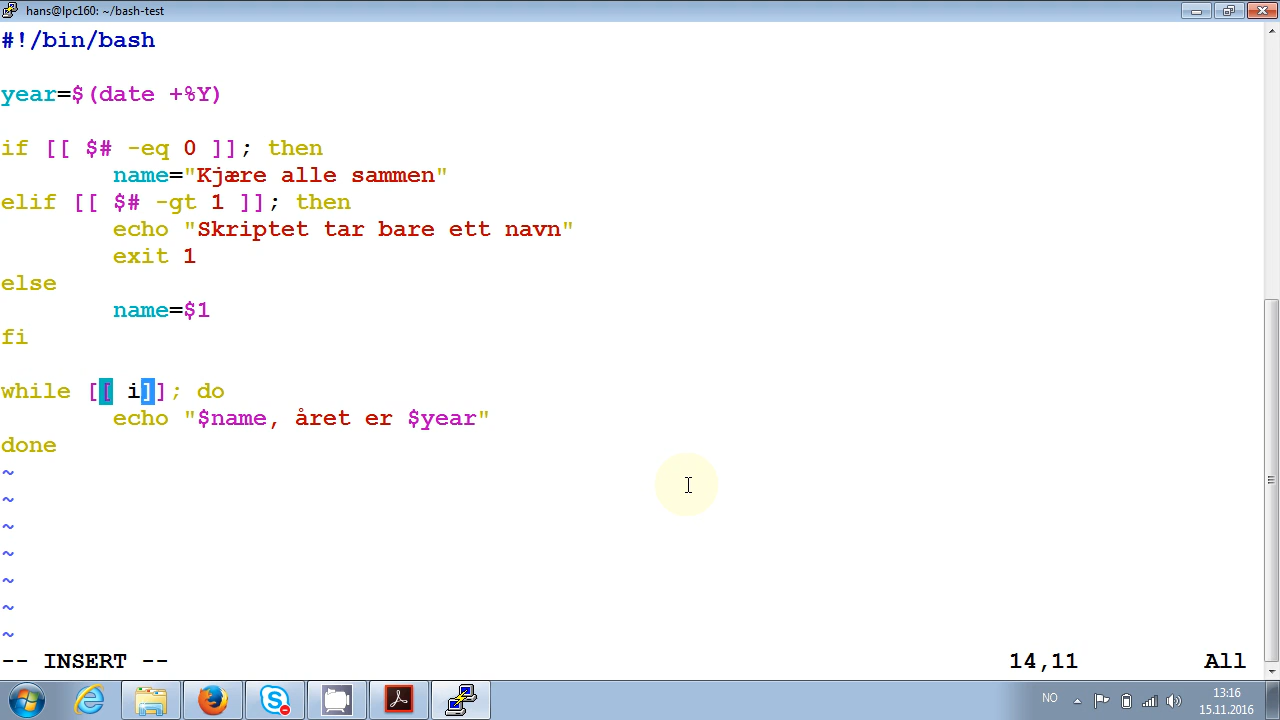 hans@lpc160: ~/bash-test
#!/bin/bash
year=$(date +%Y)
if [[ $# -eq 0 ]]; then
name="Kjære alle sammen"
elif [[ $# -gt 1 ]]; then
echo "Skriptet tar bare ett navn"
exit 1
else
name=$1
fi
while [[ i]]; do
echo "$name, året er $year"
done
~
~
~
~
~
~
~
-- INSERT -- 14,11 All
NO 13:16
15.11.2016